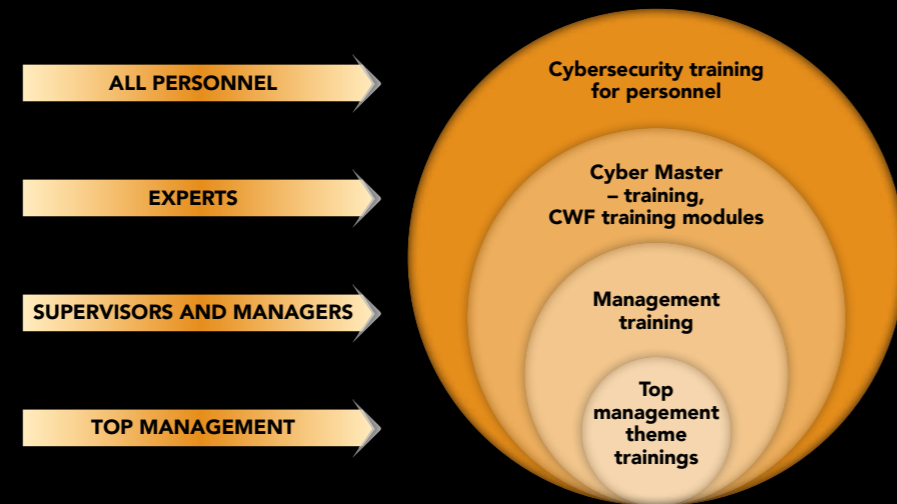 ALL PERSONNEL
Cybersecurity training
for personnel
EXPERTS
Cyber Master
– training,
CWF training modules
SUPERVISORS AND MANAGERS
Management
training
TOP MANAGEMENT
Top
management
theme
trainings